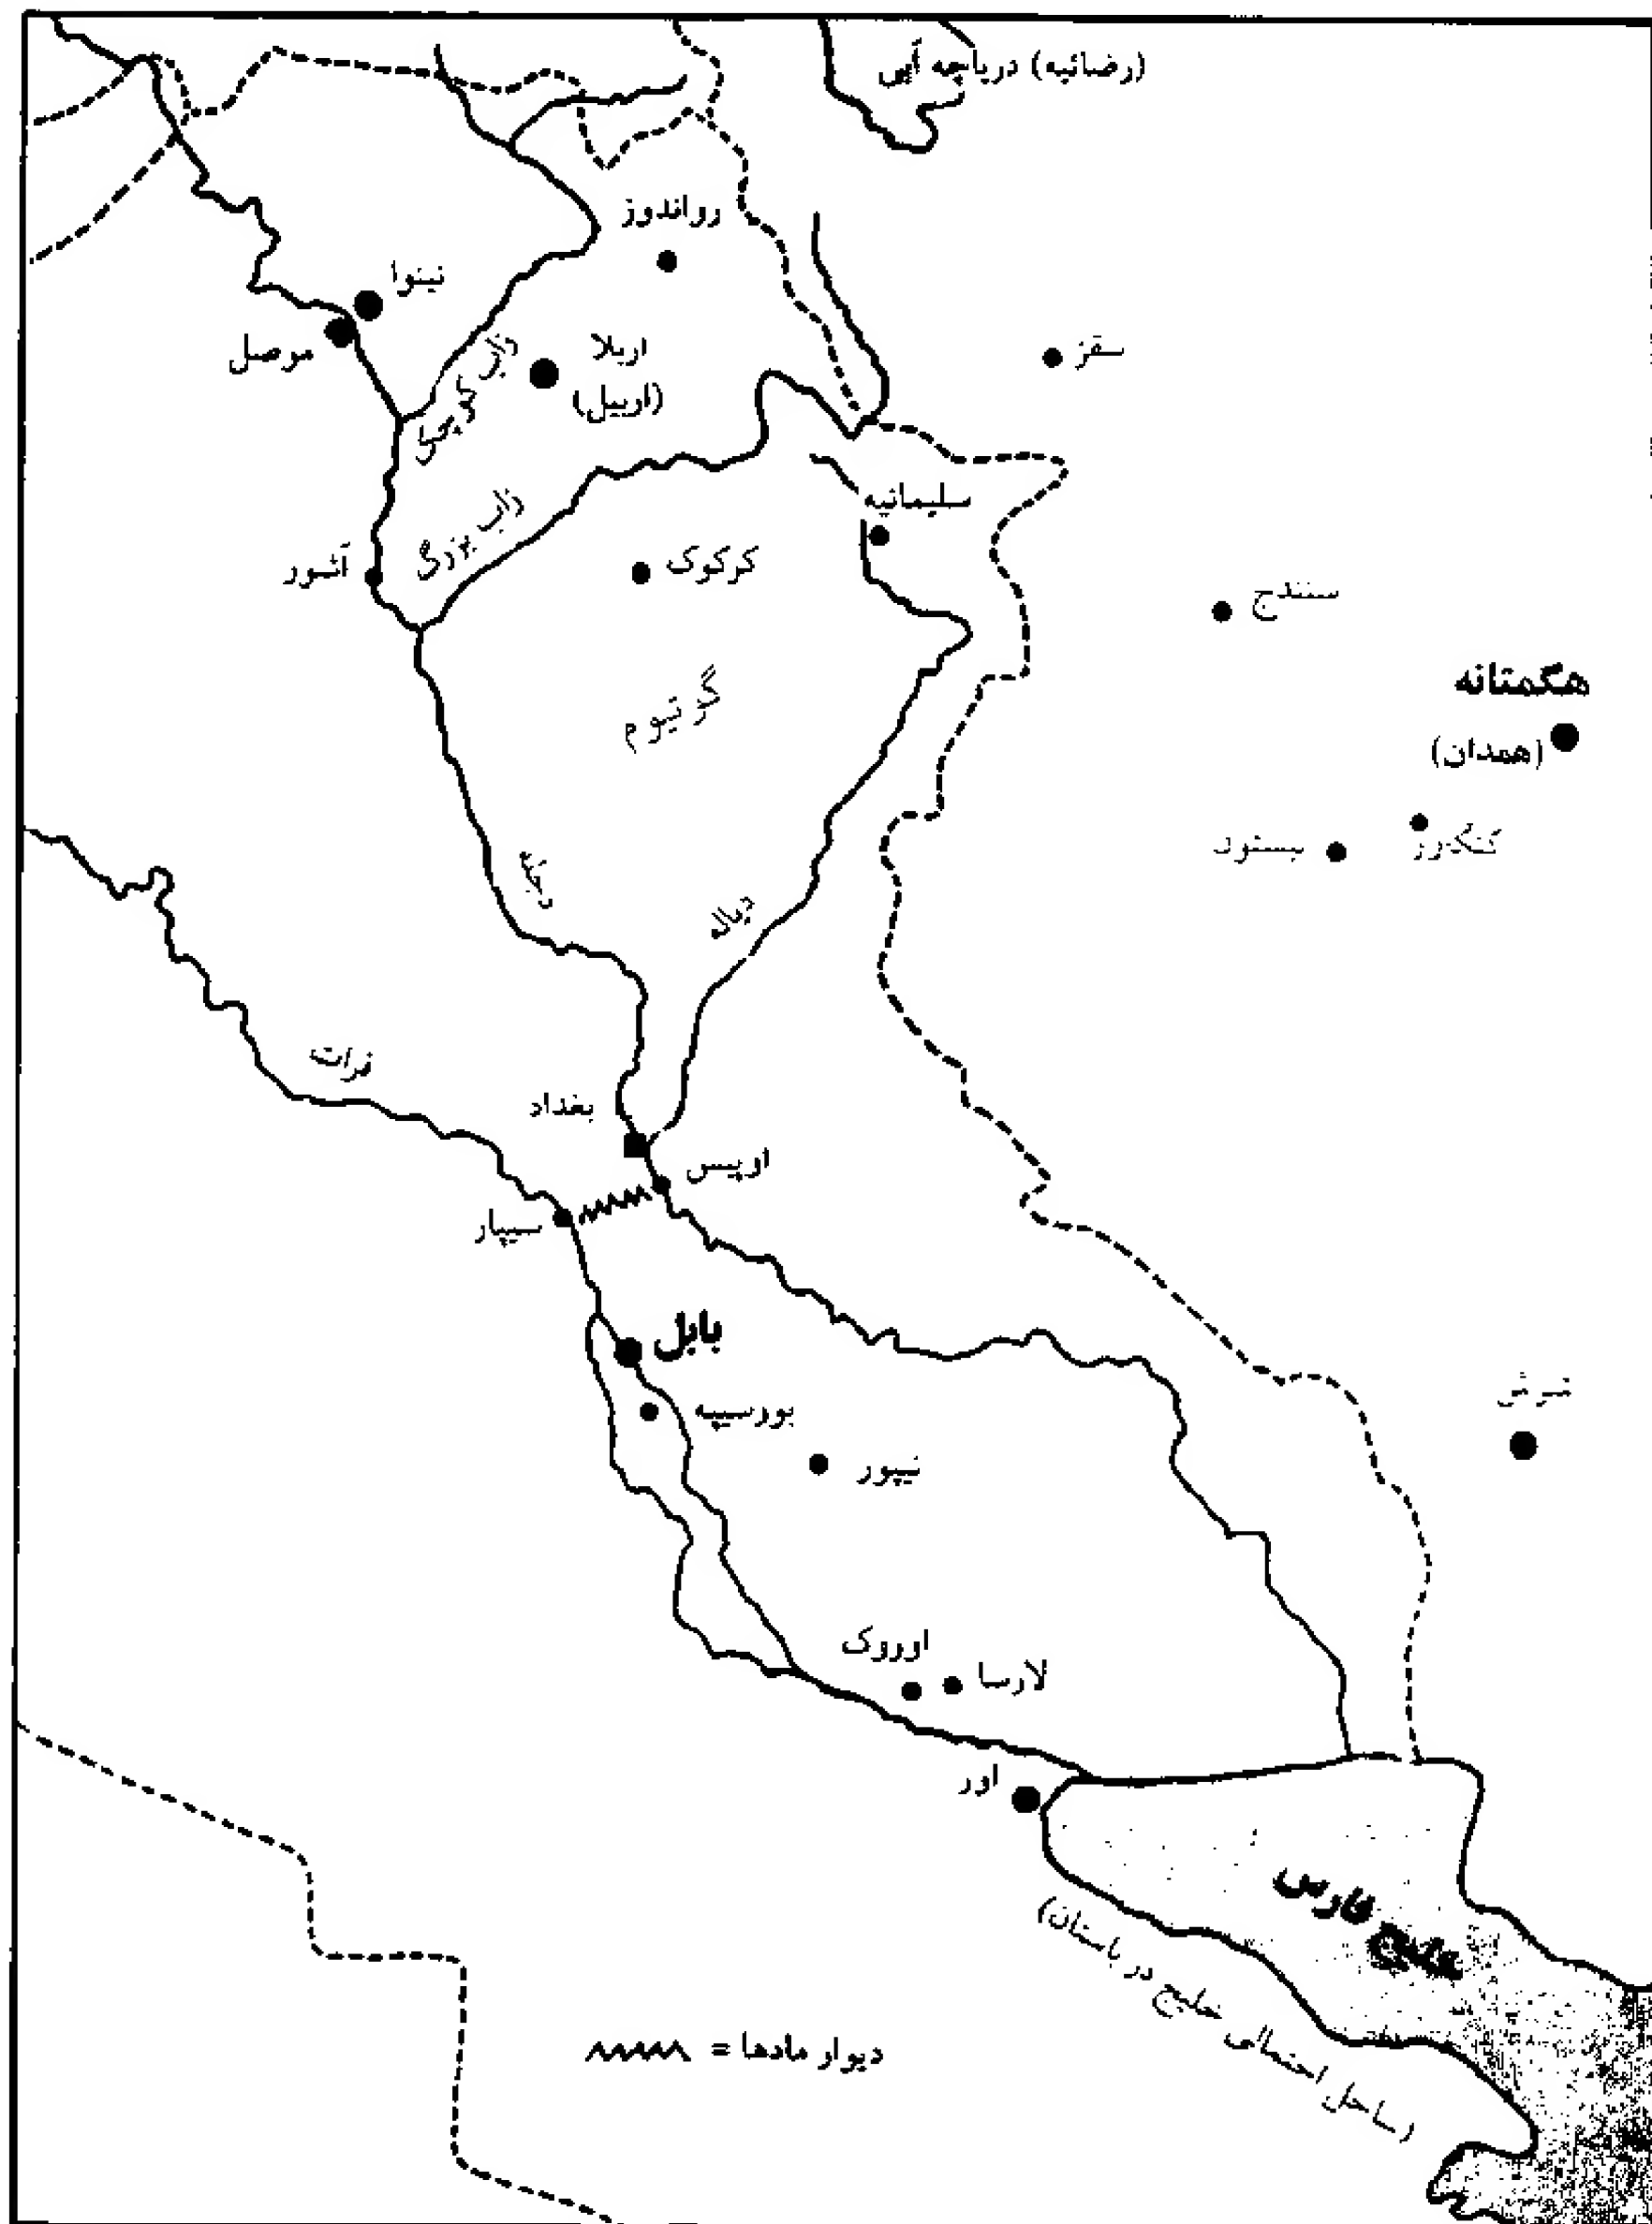 (رضائیه) دریاچه آبی
رواندوز
نینوا
موصل
اربلا
(اربیل)
سقز
زاب کوچک
زاب بزرگ
سلیمانیه
کرکوک
آشور
سنندج
گوتیوم
هگمتانه
(همدان)
کنگاور
بیستون
دجله
دیاله
فرات
بغداد
اوپیس
سیپار
بابل
بورسیپه
نیپور
شوش
اوروک
لارسا
اور
خلیج فارس
(ساحل احتمالی خلیج در باستان)
دیوار مادها =